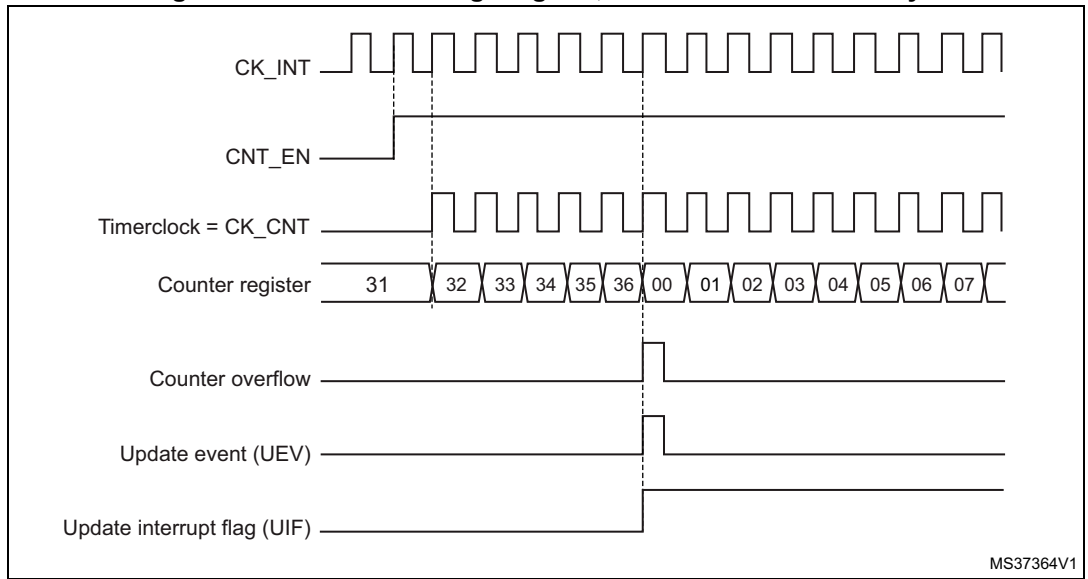 CK_INT
CNT_EN
Timerclock = CK_CNT
Counter register 31 32 33 34 35 36 00 01 02 03 04 05 06 07
Counter overflow
Update event (UEV)
Update interrupt flag (UIF)
MS37364V1